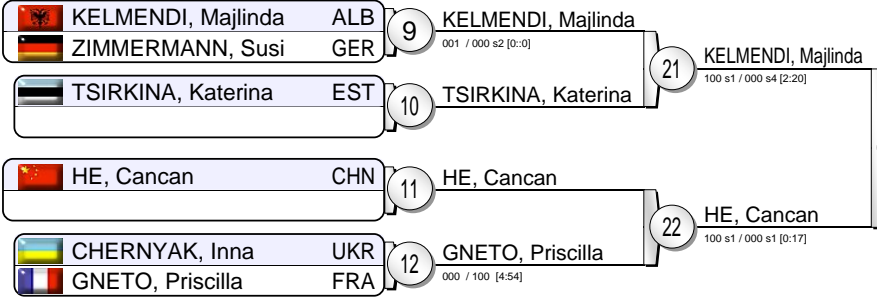 KELMENDI, Majlinda ALB
ZIMMERMANN, Susi GER
9
KELMENDI, Majlinda
001 / 000 s2 [0::0]
TSIRKINA, Katerina EST
10
TSIRKINA, Katerina
21
KELMENDI, Majlinda
100 s1 / 000 s4 [2:20]
HE, Cancan CHN
11
HE, Cancan
CHERNYAK, Inna UKR
GNETO, Priscilla FRA
12
GNETO, Priscilla
000 / 100 [4:54]
22
HE, Cancan
100 s1 / 000 s1 [0:17]